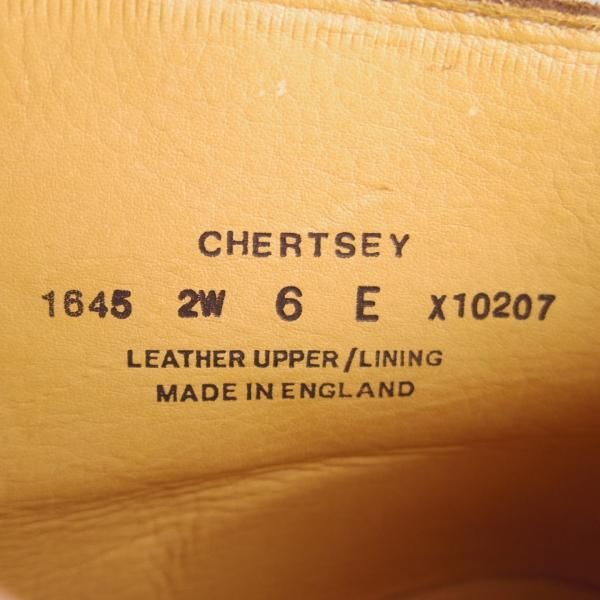 CHERTSEY
1645 2W 6 E X10207
LEATHER UPPER/LINING
MADE IN ENGLAND